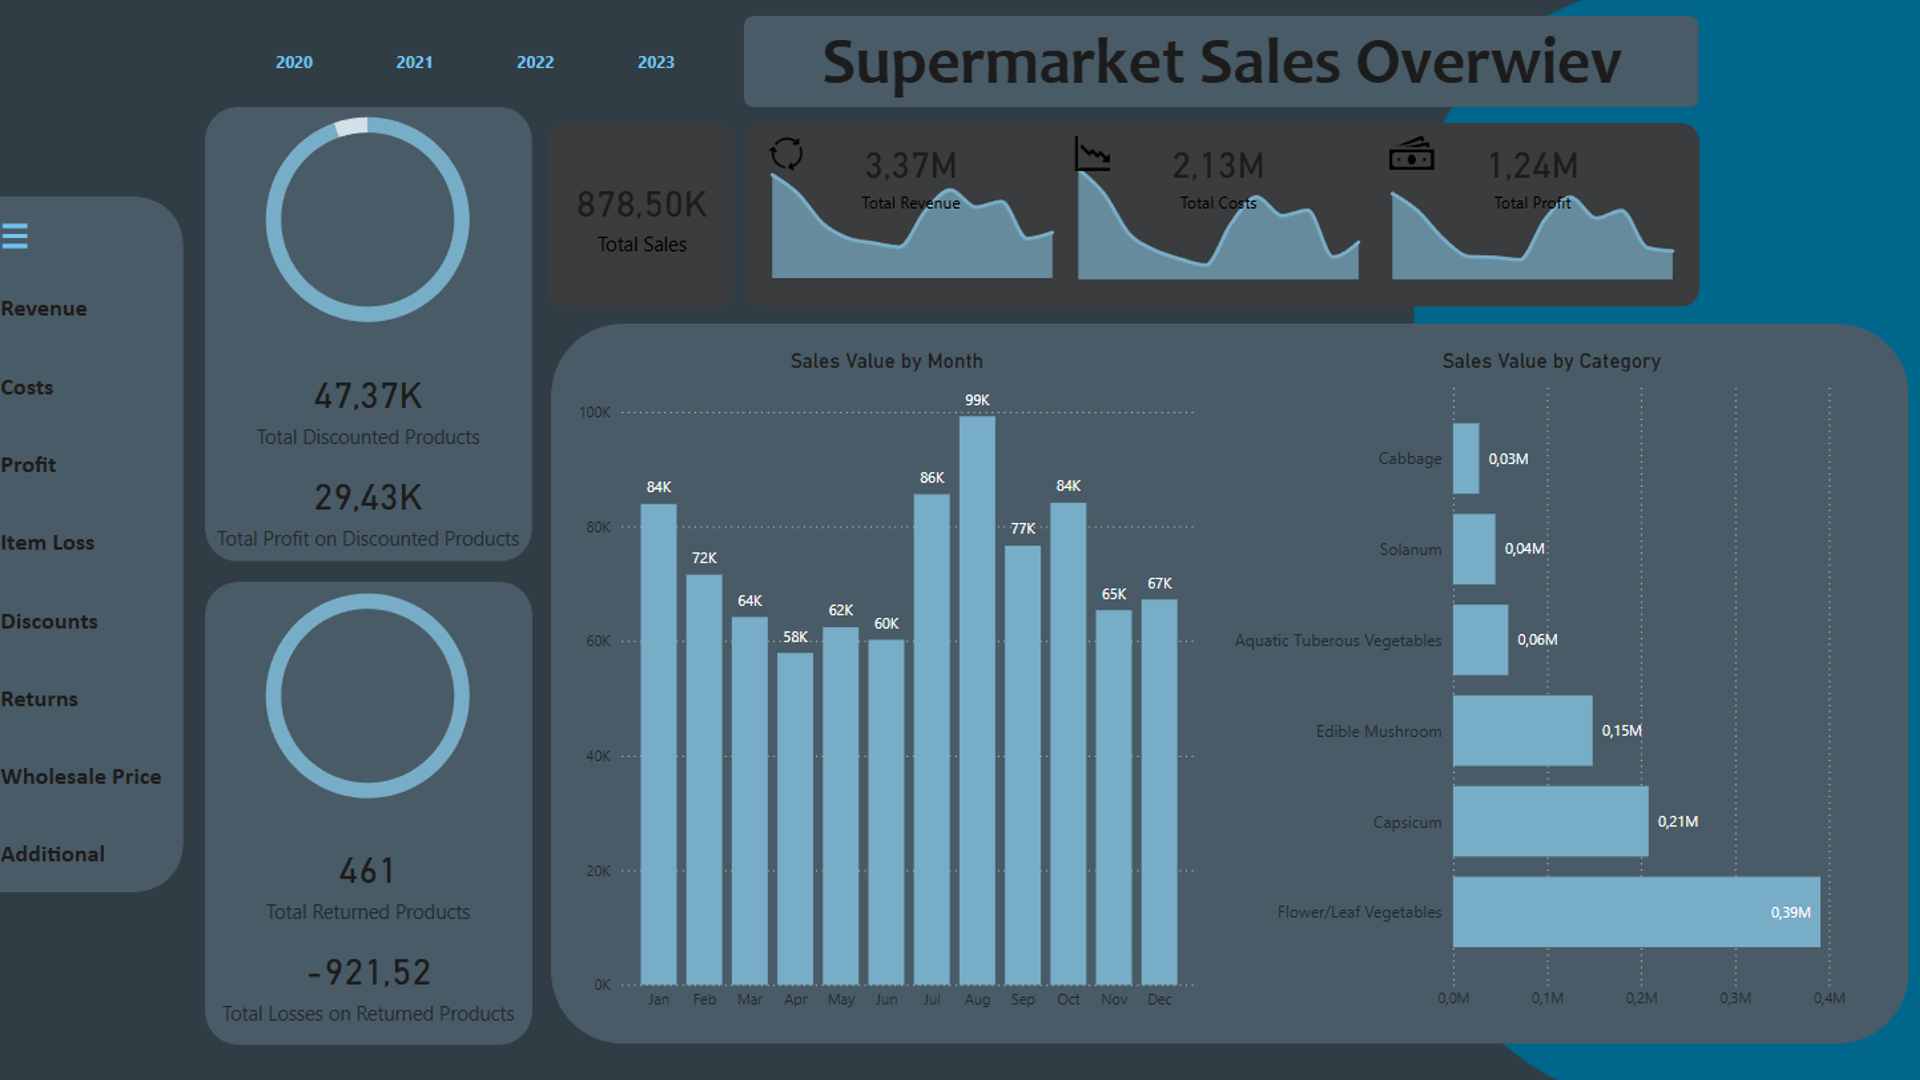 2020 2021 2022 2023
Supermarket Sales Overwiev
Revenue
Costs
Profit
Item Loss
Discounts
Returns
Wholesale Price
Additional
47,37K
Total Discounted Products
29,43K
Total Profit on Discounted Products
461
Total Returned Products
-921,52
Total Losses on Returned Products
878,50K
Total Sales
3,37M
Total Revenue
2,13M
Total Costs
1,24M
Total Profit
Sales Value by Month
100K
80K
60K
40K
20K
0K
84K
72K
64K
58K
62K
60K
86K
99K
77K
84K
65K
67K
Jan Feb Mar Apr May Jun Jul Aug Sep Oct Nov Dec
Sales Value by Category
Cabbage 0,03M
Solanum 0,04M
Aquatic Tuberous Vegetables 0,06M
Edible Mushroom 0,15M
Capsicum 0,21M
Flower/Leaf Vegetables 0,39M
0,0M 0,1M 0,2M 0,3M 0,4M